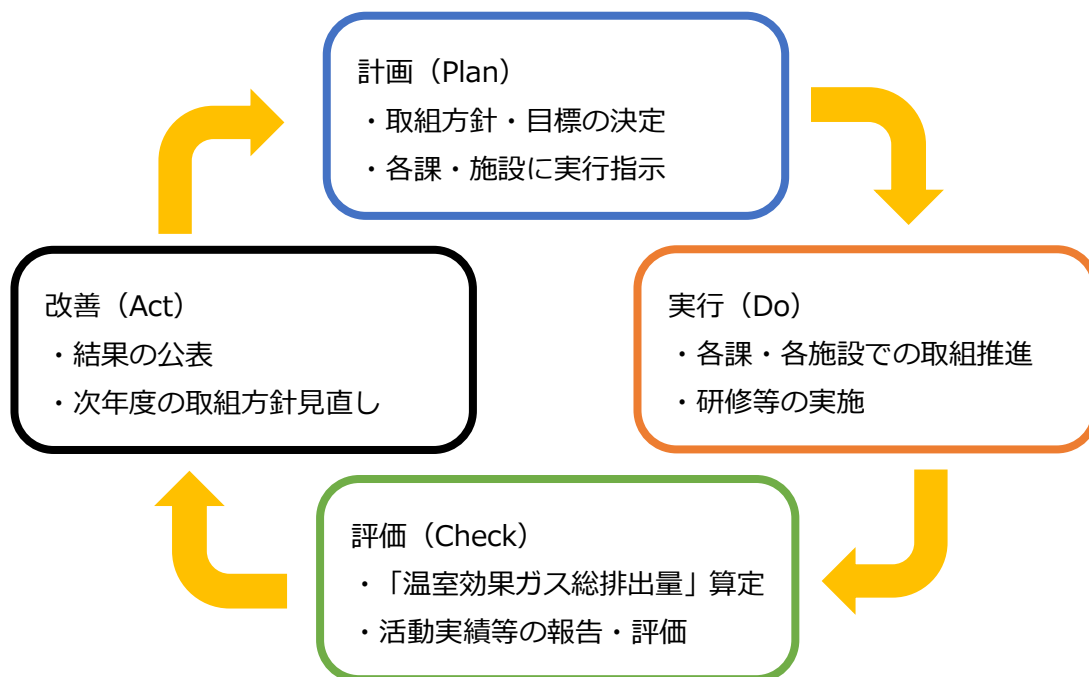 計画（Plan）
・取組方針・目標の決定
・各課・施設に実行指示
実行（Do）
・各課・各施設での取組推進
・研修等の実施
評価（Check）
・「温室効果ガス総排出量」算定
・活動実績等の報告・評価
改善（Act）
・結果の公表
・次年度の取組方針見直し